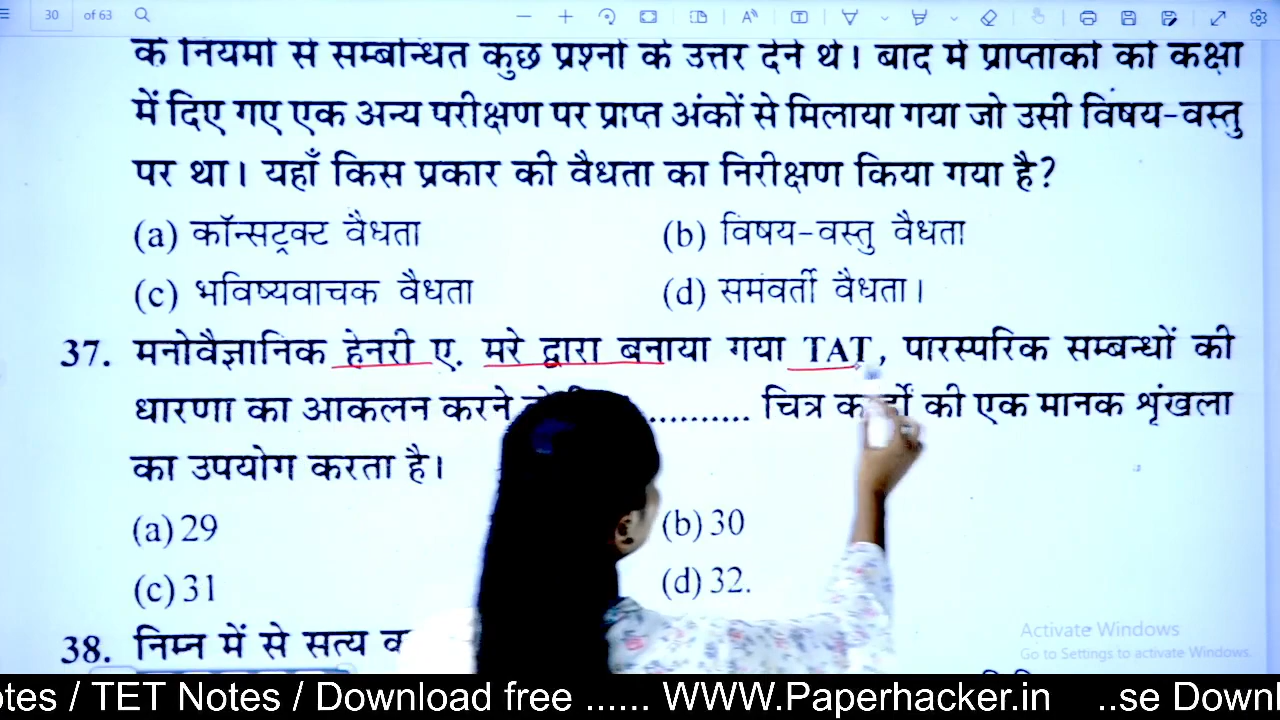 30 of 63
के नियमों से सम्बन्धित कुछ प्रश्नों के उत्तर देने थे। बाद में प्राप्तांकों को कक्षा
में दिए गए एक अन्य परीक्षण पर प्राप्त अंकों से मिलाया गया जो उसी विषय-वस्तु
पर था। यहाँ किस प्रकार की वैधता का निरीक्षण किया गया है?
(a) कॉन्सट्रक्ट वैधता (b) विषय-वस्तु वैधता
(c) भविष्यवाचक वैधता (d) समवर्ती वैधता।
37. मनोवैज्ञानिक हेनरी ए. मरे द्वारा बनाया गया TAT, पारस्परिक सम्बन्धों की
धारणा का आकलन करने .......... चित्र की एक मानक शृंखला
का उपयोग करता है।
(a) 29 (b) 30
(c) 31 (d) 32.
38. निम्न में से सत्य
Activate Windows
Go to Settings to activate Windows.
otes / TET Notes / Download free ...... WWW.Paperhacker.in ..se Down